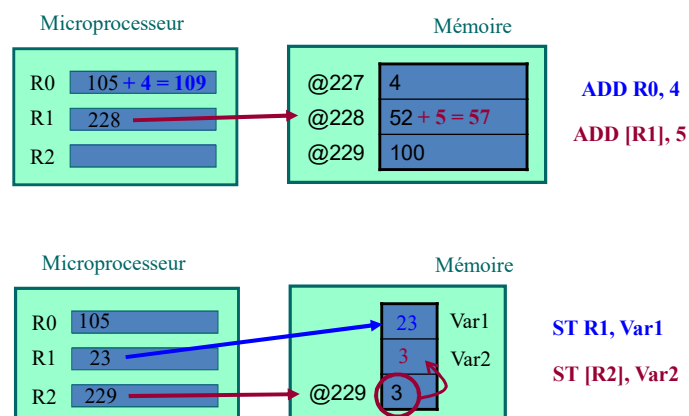 Microprocesseur
Mémoire
R0 105 + 4 = 109
@227 4
ADD R0, 4
R1 228
@228 52 + 5 = 57
ADD [R1], 5
R2
@229 100
Microprocesseur
Mémoire
R0 105
23 Var1
ST R1, Var1
R1 23
3 Var2
ST [R2], Var2
R2 229
@229 3